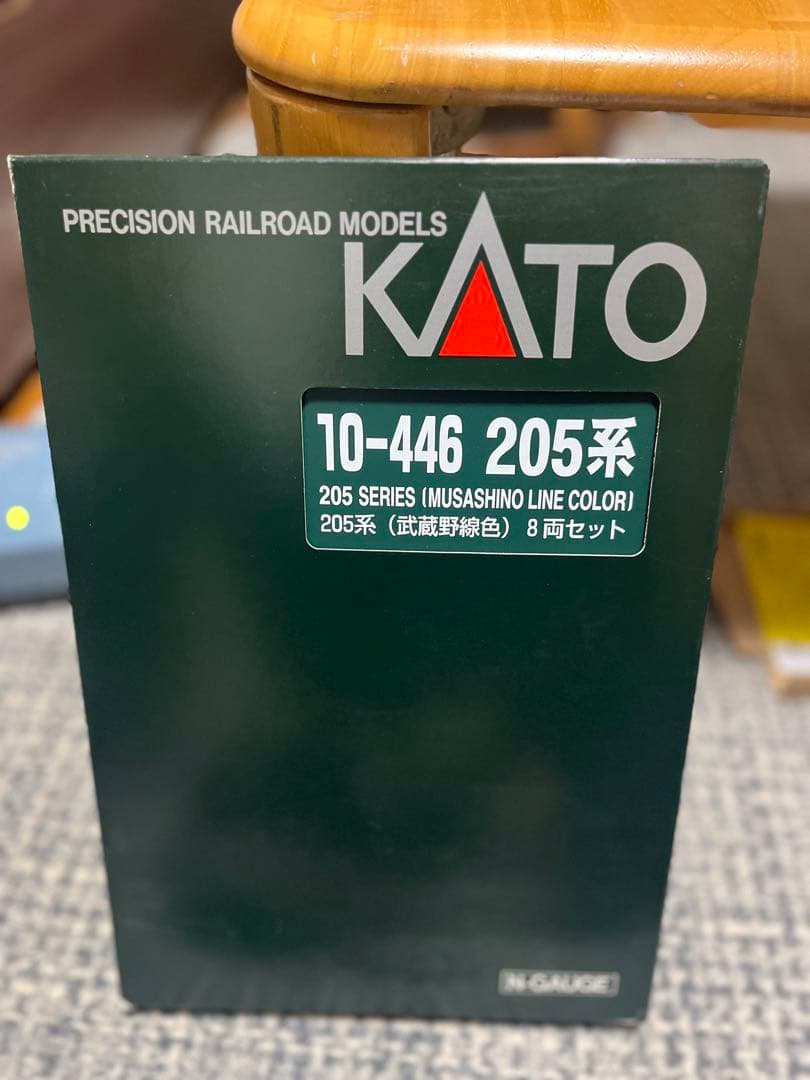 PRECISION RAILROAD MODELS
KATO
10-446 205系
205 SERIES (MUSASHINO LINE COLOR)
205系（武蔵野線色）8両セット
N-GAUGE